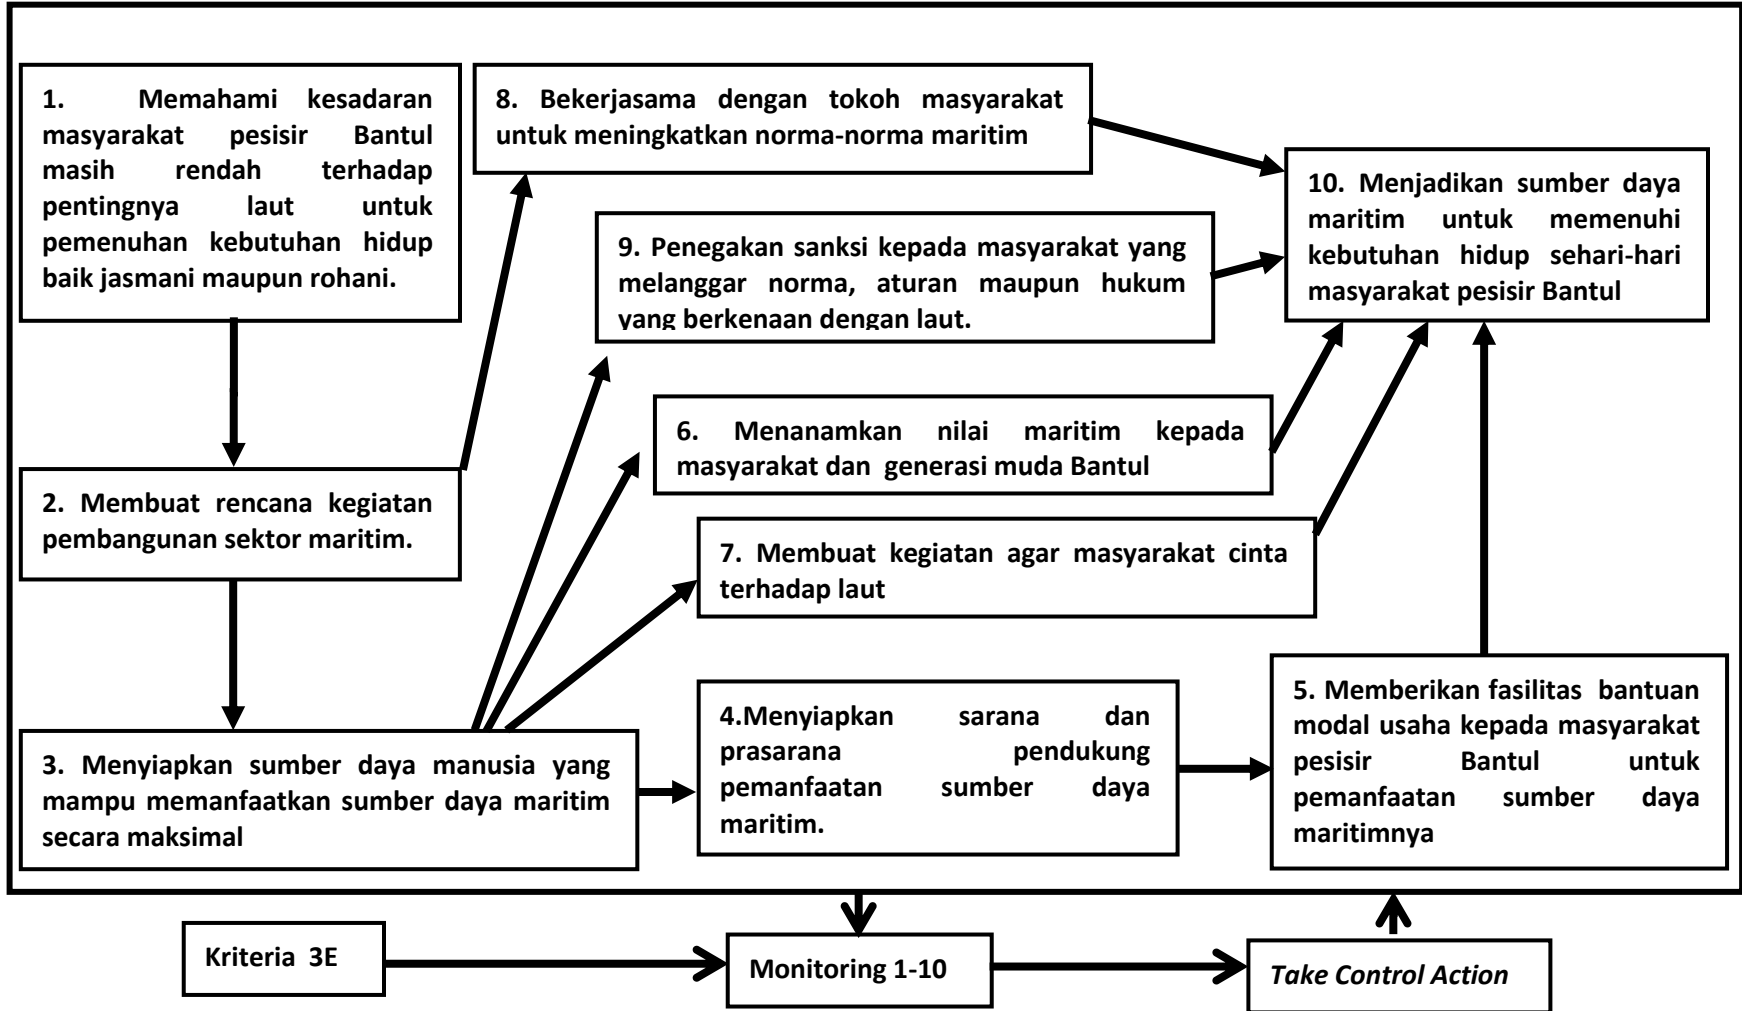 1. Memahami kesadaran
masyarakat pesisir Bantul
masih rendah terhadap
pentingnya laut untuk
pemenuhan kebutuhan hidup
baik jasmani maupun rohani.
8. Bekerjasama dengan tokoh masyarakat
untuk meningkatkan norma-norma maritim
10. Menjadikan sumber daya
maritim untuk memenuhi
kebutuhan hidup sehari-hari
masyarakat pesisir Bantul
9. Penegakan sanksi kepada masyarakat yang
melanggar norma, aturan maupun hukum
yang berkenaan dengan laut.
6. Menanamkan nilai maritim kepada
masyarakat dan generasi muda Bantul
2. Membuat rencana kegiatan
pembangunan sektor maritim.
7. Membuat kegiatan agar masyarakat cinta
terhadap laut
3. Menyiapkan sumber daya manusia yang
mampu memanfaatkan sumber daya maritim
secara maksimal
4.Menyiapkan sarana dan
prasarana pendukung
pemanfaatan sumber daya
maritim.
5. Memberikan fasilitas bantuan
modal usaha kepada masyarakat
pesisir Bantul untuk
pemanfaatan sumber daya
maritimnya
Kriteria 3E
Monitoring 1-10
Take Control Action